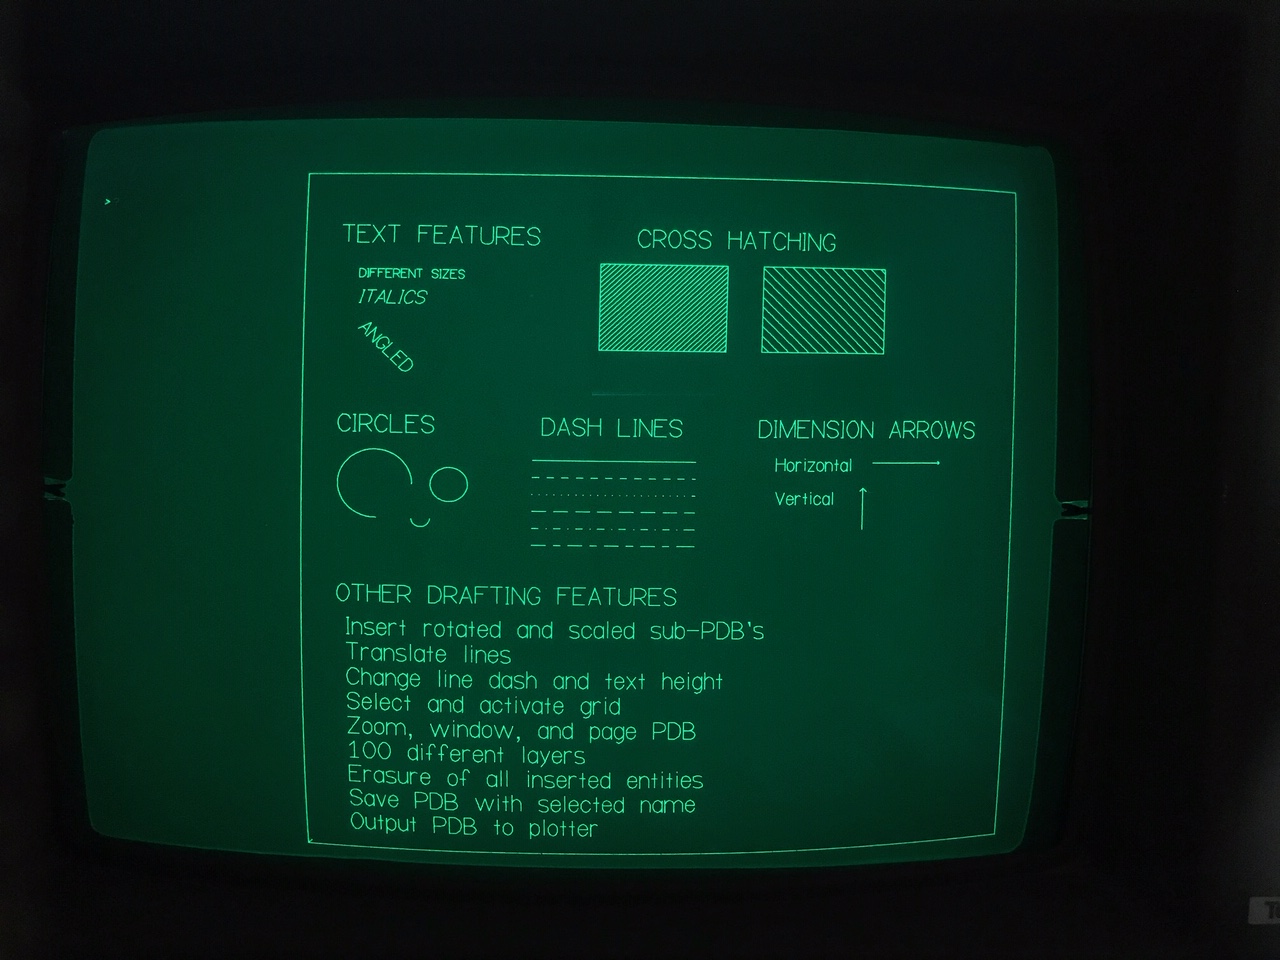 >
TEXT FEATURES
DIFFERENT SIZES
ITALICS
ANGLED
CROSS HATCHING
CIRCLES
DASH LINES
DIMENSION ARROWS
Horizontal
Vertical
OTHER DRAFTING FEATURES
Insert rotated and scaled sub-PDB's
Translate lines
Change line dash and text height
Select and activate grid
Zoom, window, and page PDB
100 different layers
Erasure of all inserted entities
Save PDB with selected name
Output PDB to plotter